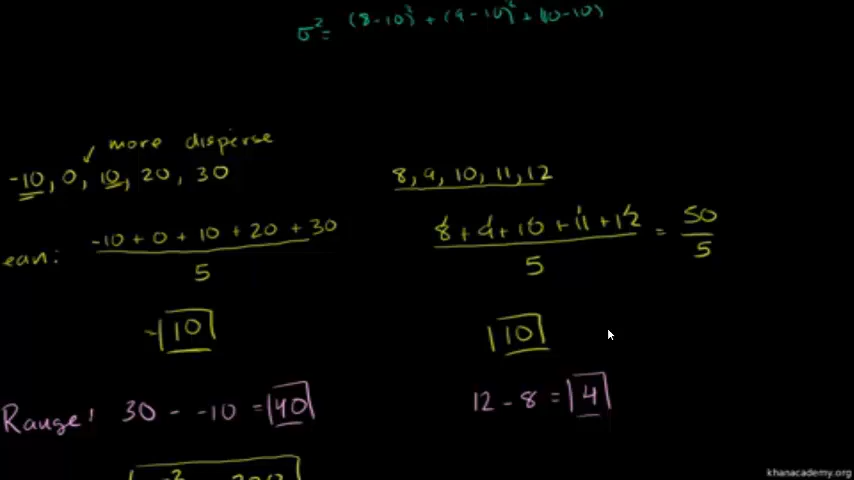 σ² = (8-10)² + (9-10)² + (10-10)
more disperse
-10, 0, 10, 20, 30
8, 9, 10, 11, 12
ean: -10 + 0 + 10 + 20 + 30
5
8 + 9 + 10 + 11 + 12
5
= 50
5
10
10
Range: 30 - -10 = 40
12 - 8 = 4
khanacademy.org